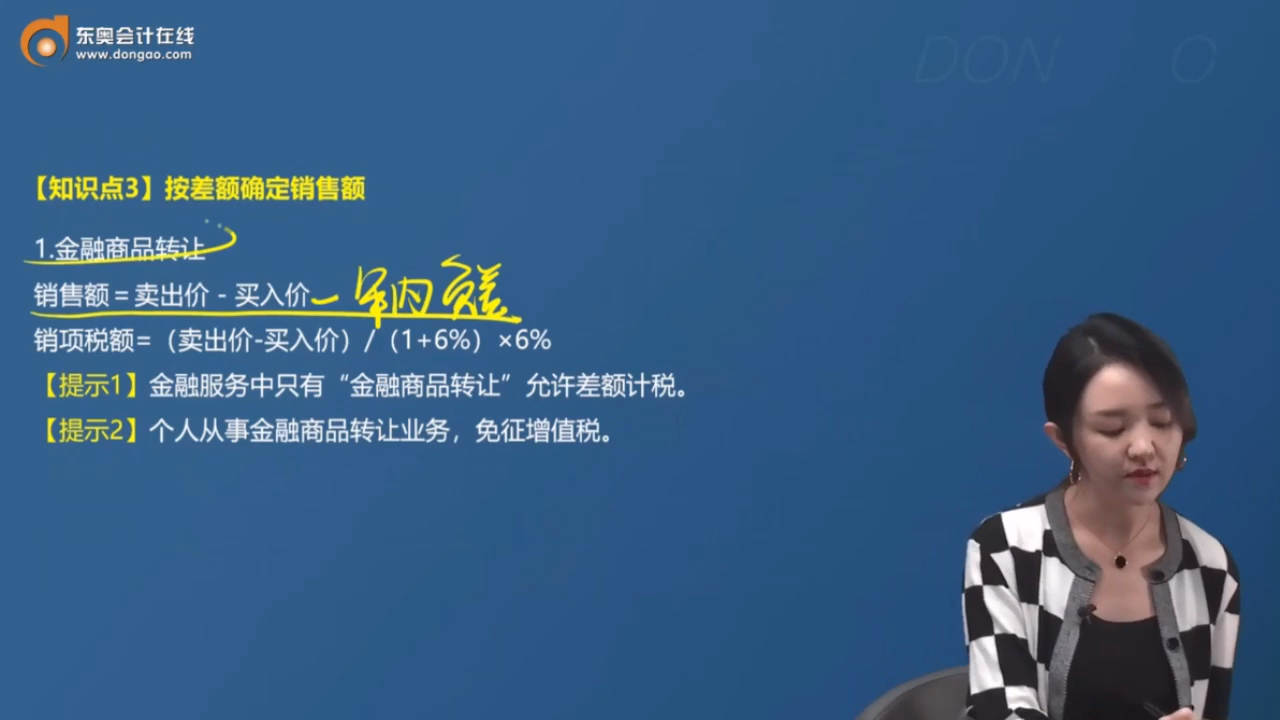 东奥会计在线
www.dongao.com
DON O
【知识点3】按差额确定销售额
1.金融商品转让
销售额＝卖出价－买入价－年内负差
销项税额=（卖出价-买入价）/（1+6%）×6%
【提示1】金融服务中只有“金融商品转让”允许差额计税。
【提示2】个人从事金融商品转让业务，免征增值税。